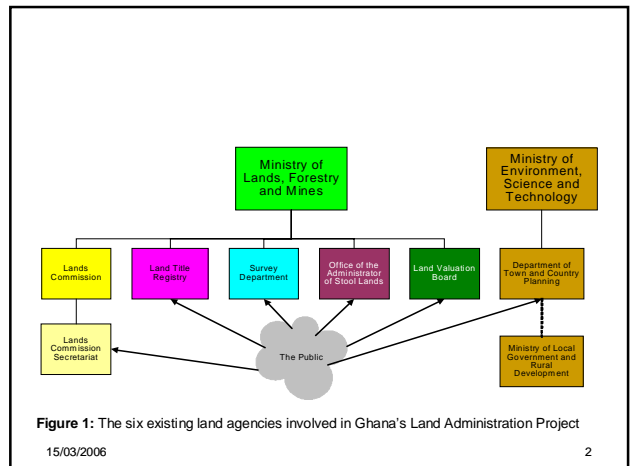 Ministry of
Lands, Forestry
and Mines
Ministry of
Environment,
Science and
Technology
Lands
Commission
Land Title
Registry
Survey
Department
Office of the
Administrator
of Stool Lands
Land Valuation
Board
Department of
Town and Country
Planning
Lands
Commission
Secretariat
The Public
Ministry of Local
Government and
Rural
Development
Figure 1: The six existing land agencies involved in Ghana's Land Administration Project
15/03/2006
2